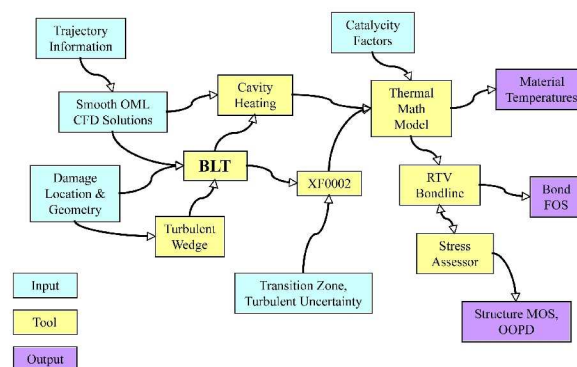 Trajectory
Information
Catalycity
Factors
Cavity
Heating
Thermal
Math
Model
Material
Temperatures
Smooth OML
CFD Solutions
BLT
XF0002
RTV
Bondline
Bond
FOS
Damage
Location &
Geometry
Turbulent
Wedge
Stress
Assessor
Input
Transition Zone,
Turbulent Uncertainty
Structure MOS,
OOPD
Tool
Output